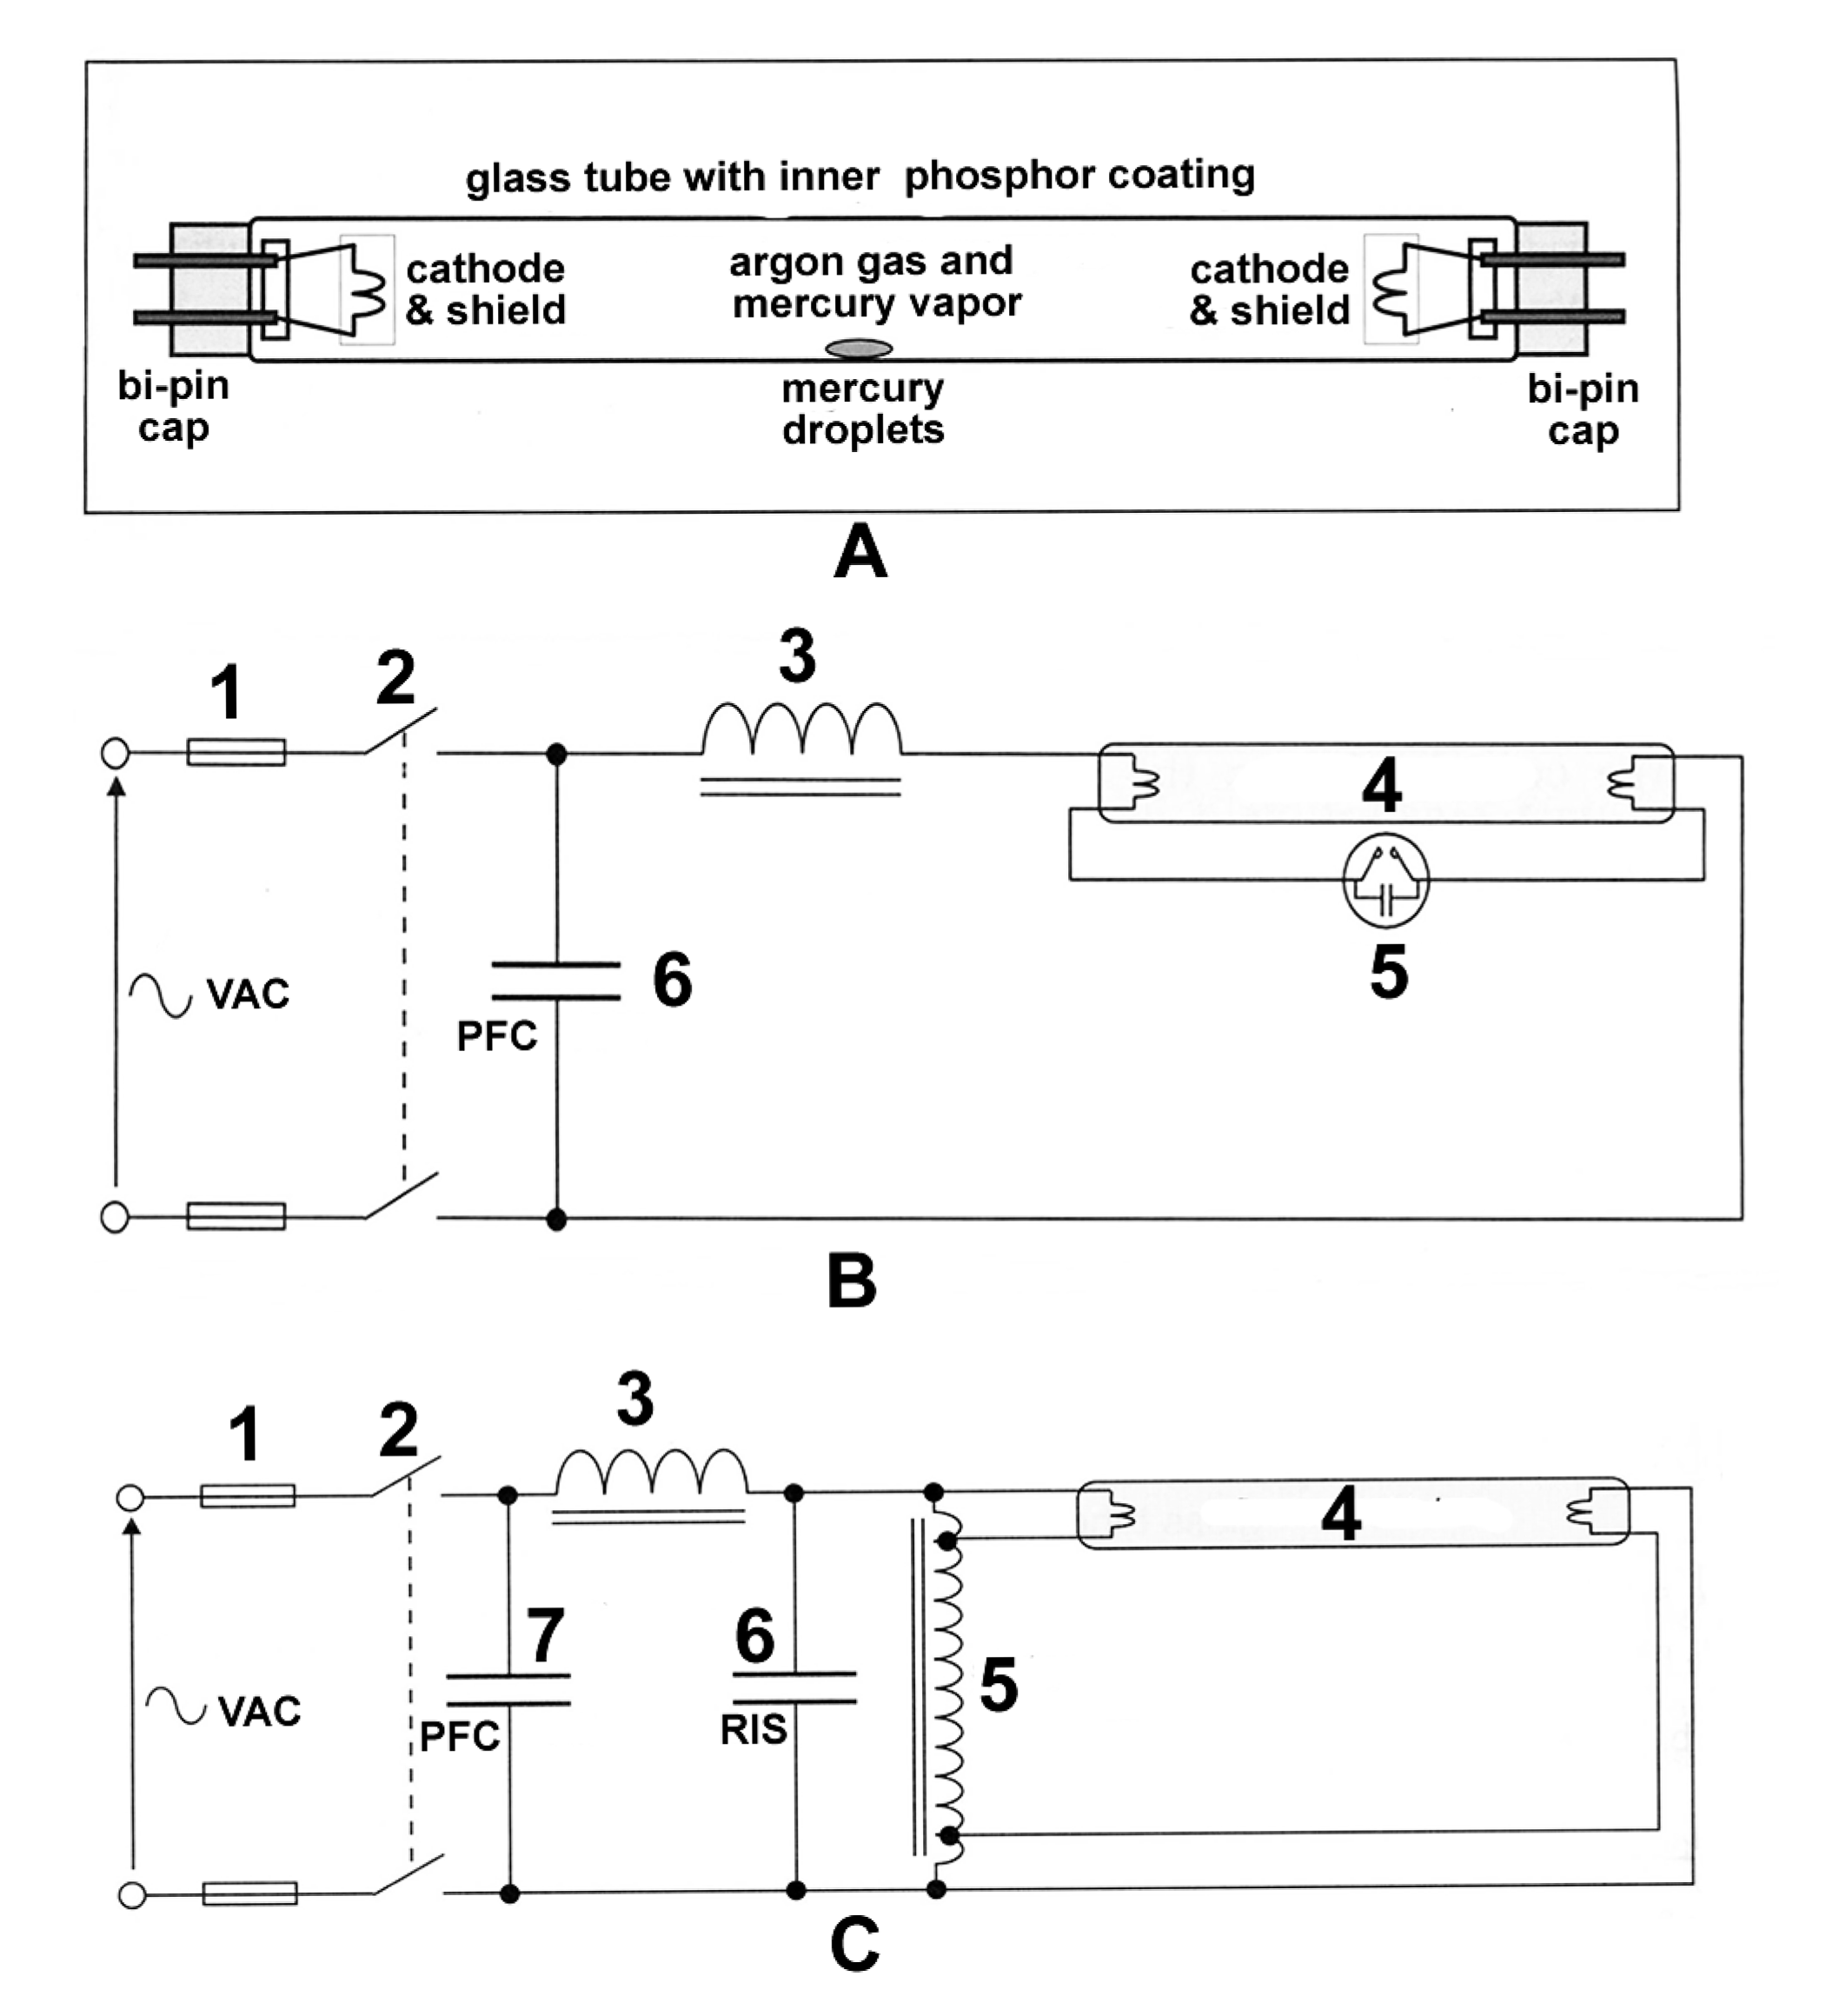 glass tube with inner phosphor coating
cathode
& shield
argon gas and
mercury vapor
cathode
& shield
bi-pin
cap
mercury
droplets
bi-pin
cap
A
1
2
3
4
5
6
VAC
PFC
B
1
2
3
4
5
6
7
VAC
PFC
RIS
C